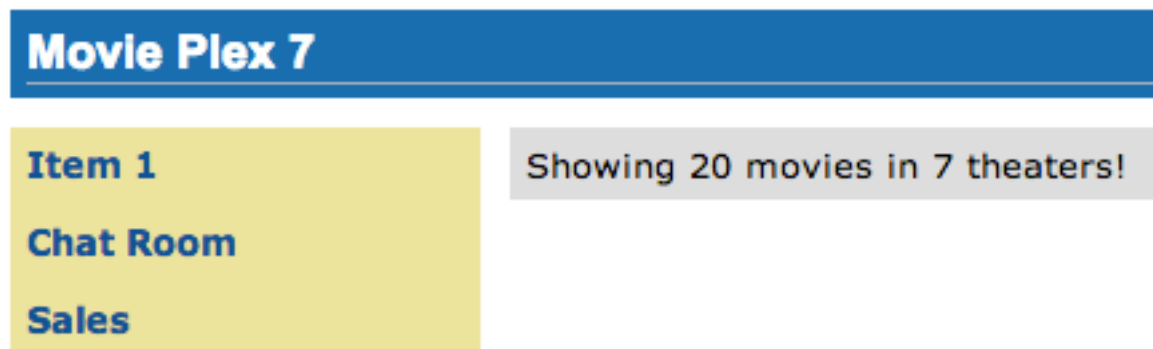 Movie Plex 7
Item 1
Showing 20 movies in 7 theaters!
Chat Room
Sales